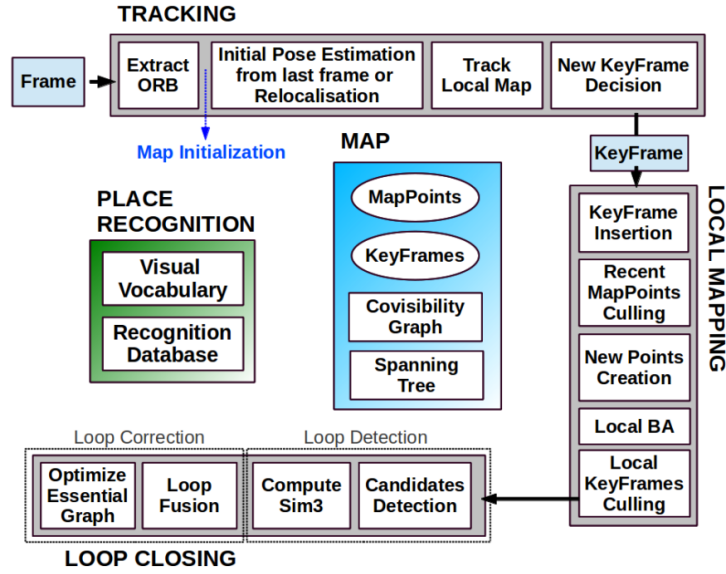 TRACKING
Frame
Extract
ORB
Initial Pose Estimation
from last frame or
Relocalisation
Track
Local Map
New KeyFrame
Decision
Map Initialization
KeyFrame
MAP
MapPoints
KeyFrames
Covisibility
Graph
Spanning
Tree
PLACE
RECOGNITION
Visual
Vocabulary
Recognition
Database
LOCAL MAPPING
KeyFrame
Insertion
Recent
MapPoints
Culling
New Points
Creation
Local BA
Local
KeyFrames
Culling
Loop Correction
Loop Detection
Optimize
Essential
Graph
Loop
Fusion
Compute
Sim3
Candidates
Detection
LOOP CLOSING